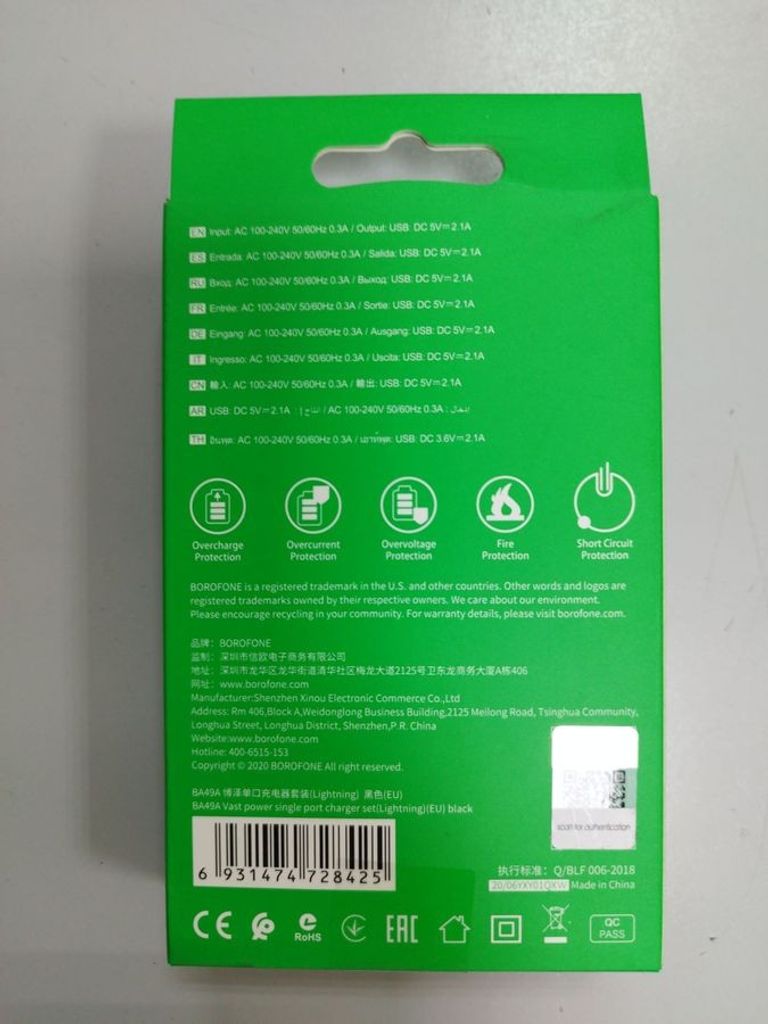 EN Input: AC 100-240V 50/60Hz 0.3A / Output: USB: DC 5V⎓2.1A
ES Entrada: AC 100-240V 50/60Hz 0.3A / Salida: USB: DC 5V⎓2.1A
RU Вход: AC 100-240V 50/60Hz 0.3A / Выход: USB: DC 5V⎓2.1A
FR Entrée: AC 100-240V 50/60Hz 0.3A / Sortie: USB: DC 5V⎓2.1A
DE Eingang: AC 100-240V 50/60Hz 0.3A / Ausgang: USB: DC 5V⎓2.1A
IT Ingresso: AC 100-240V 50/60Hz 0.3A / Uscita: USB: DC 5V⎓2.1A
CN 輸入: AC 100-240V 50/60Hz 0.3A / 輸出: USB: DC 5V⎓2.1A
AR USB: DC 5V⎓2.1A / AC 100-240V 50/60Hz 0.3A
TH อินพุต: AC 100-240V 50/60Hz 0.3A / เอาท์พุต: USB: DC 3.6V⎓2.1A
Overcharge Protection
Overcurrent Protection
Overvoltage Protection
Fire Protection
Short Circuit Protection
BOROFONE is a registered trademark in the U.S. and other countries. Other words and logos are
registered trademarks owned by their respective owners. We care about our environment.
Please encourage recycling in your community. For warranty details, please visit borofone.com.
品牌：BOROFONE
监制：深圳市信欧电子商务有限公司
地址：深圳市龙华区龙华街道清华社区梅龙大道2125号卫东龙商务大厦A栋406
网址：www.borofone.com
Manufacturer:Shenzhen Xinou Electronic Commerce Co.,Ltd
Address: Rm 406,Block A,Weidonglong Business Building,2125 Meilong Road, Tsinghua Community,
Longhua Street, Longhua District, Shenzhen,P.R. China
Website:www.borofone.com
Hotline: 400-6515-153
Copyright © 2020 BOROFONE All right reserved.
scan for authentication
BA49A 博泽单口充电器套装(Lightning) 黑色(EU)
BA49A Vast power single port charger set(Lightning)(EU) black
6 931474 728425
执行标准：Q/BLF 006-2018
20/06YXY01QXW Made in China
CE RoHS EAC QC PASS